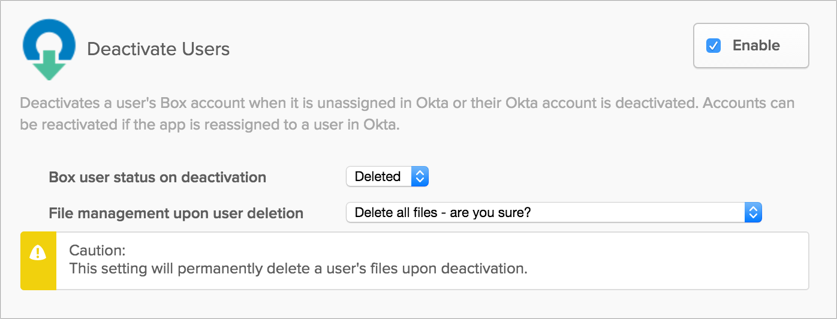 Deactivate Users
Enable
Deactivates a user's Box account when it is unassigned in Okta or their Okta account is deactivated. Accounts can
be reactivated if the app is reassigned to a user in Okta.
Box user status on deactivation
Deleted
File management upon user deletion
Delete all files - are you sure?
Caution:
This setting will permanently delete a user's files upon deactivation.